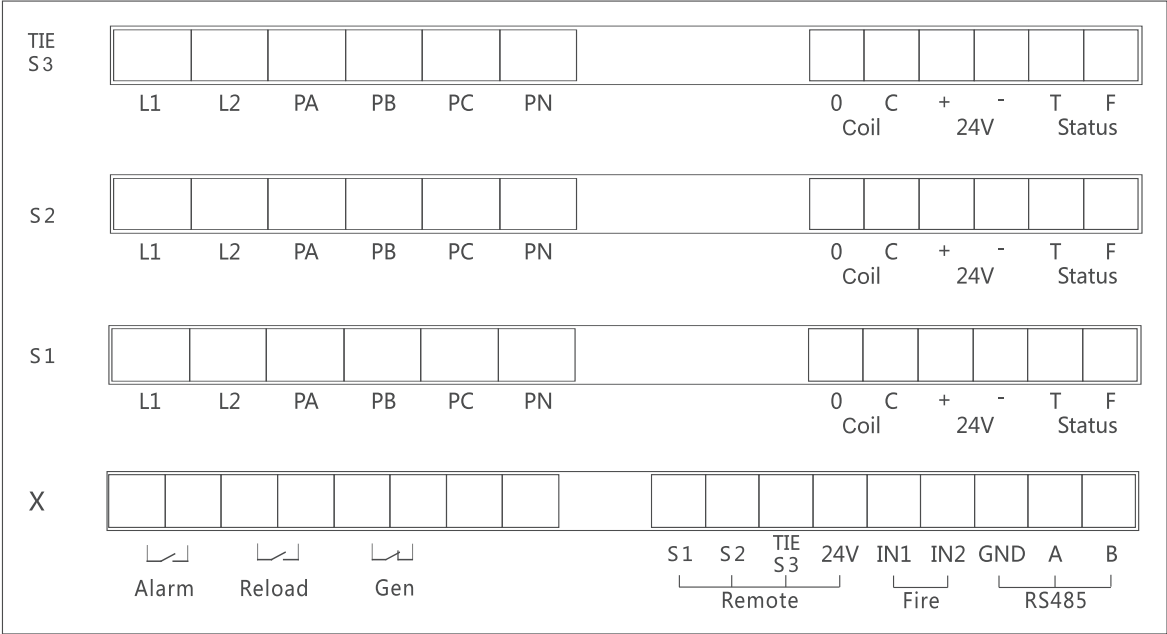 TIE
S3
L1 L2 PA PB PC PN 0 C + - T F
Coil 24V Status
S2
L1 L2 PA PB PC PN 0 C + - T F
Coil 24V Status
S1
L1 L2 PA PB PC PN 0 C + - T F
Coil 24V Status
X
S1 S2 TIE S3 24V IN1 IN2 GND A B
Alarm Reload Gen Remote Fire RS485